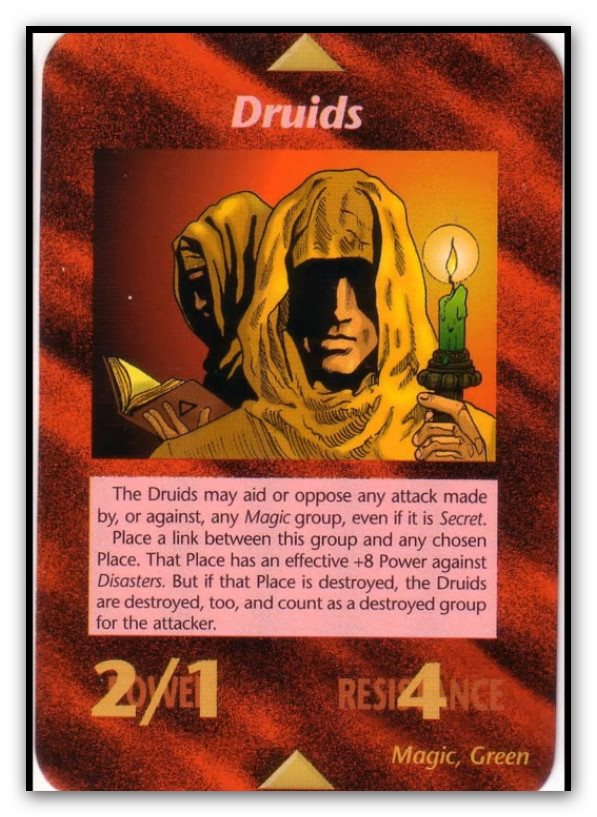 Druids
The Druids may aid or oppose any attack made
by, or against, any Magic group, even if it is Secret.
Place a link between this group and any chosen
Place. That Place has an effective +8 Power against
Disasters. But if that Place is destroyed, the Druids
are destroyed, too, and count as a destroyed group
for the attacker.
POWER 2/1
RESISTANCE 4
Magic, Green